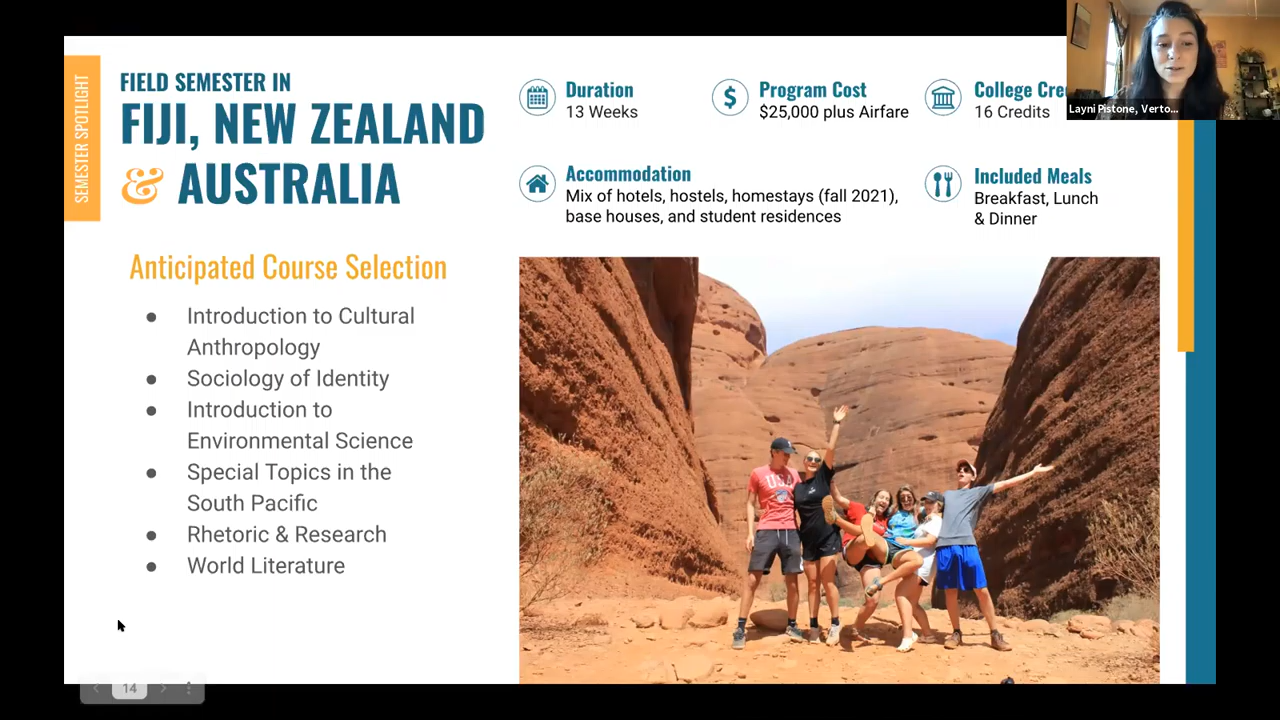 SEMESTER SPOTLIGHT
FIELD SEMESTER IN
FIJI, NEW ZEALAND
& AUSTRALIA
Duration
13 Weeks
$
Program Cost
$25,000 plus Airfare
College Cre
16 Credits
Layni Pistone, Verto...
Accommodation
Mix of hotels, hostels, homestays (fall 2021),
base houses, and student residences
Included Meals
Breakfast, Lunch
& Dinner
Anticipated Course Selection
● Introduction to Cultural
Anthropology
● Sociology of Identity
● Introduction to
Environmental Science
● Special Topics in the
South Pacific
● Rhetoric & Research
● World Literature
USA
14